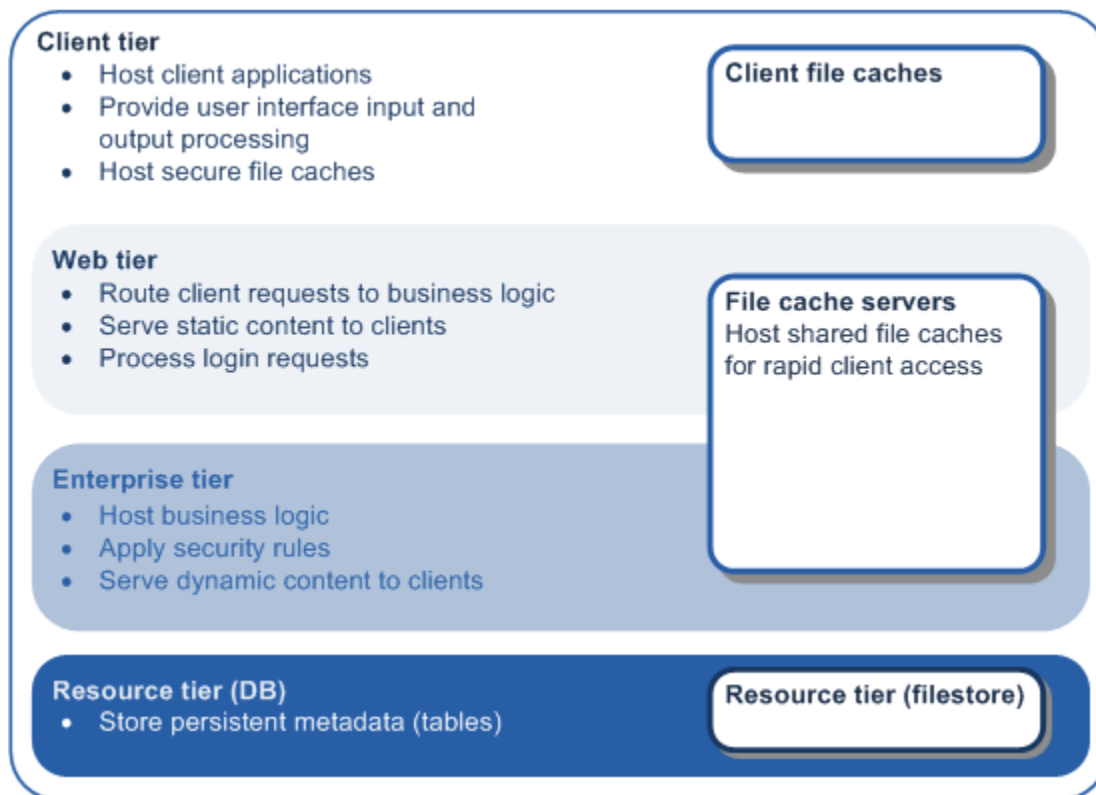 Client tier
• Host client applications
• Provide user interface input and
output processing
• Host secure file caches
Client file caches
Web tier
• Route client requests to business logic
• Serve static content to clients
• Process login requests
File cache servers
Host shared file caches
for rapid client access
Enterprise tier
• Host business logic
• Apply security rules
• Serve dynamic content to clients
Resource tier (DB)
• Store persistent metadata (tables)
Resource tier (filestore)